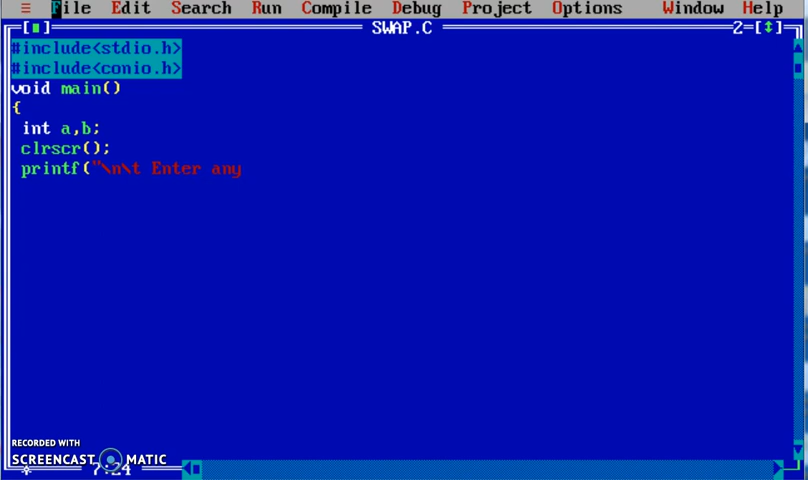 ≡ File Edit Search Run Compile Debug Project Options Window Help
[■] SWAP.C 2=[↕]
#include<stdio.h>
#include<conio.h>
void main()
{
int a,b;
clrscr();
printf("\n\t Enter any
RECORDED WITH
SCREENCAST MATIC
* 7:24